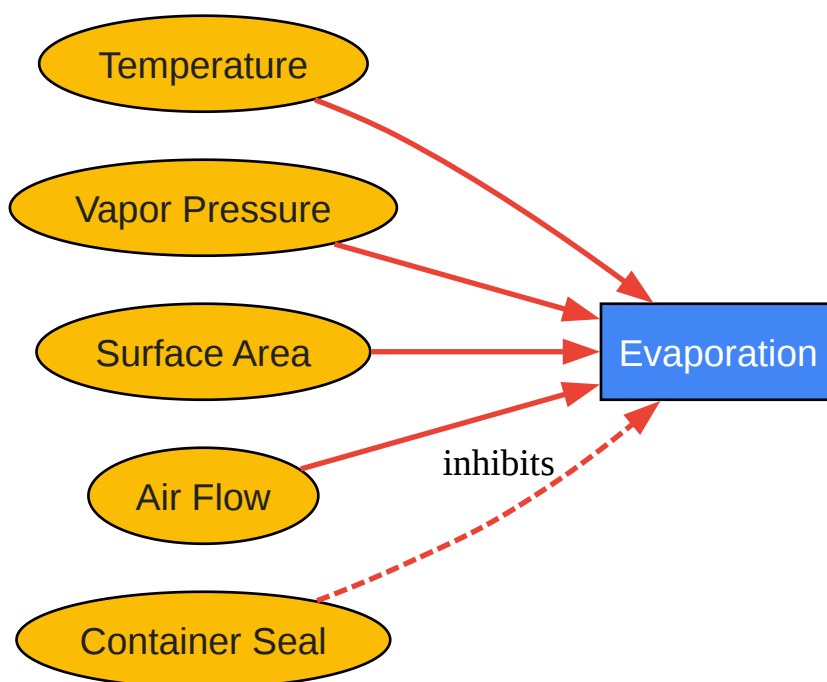 Temperature
Vapor Pressure
Surface Area
Evaporation
Air Flow
inhibits
Container Seal